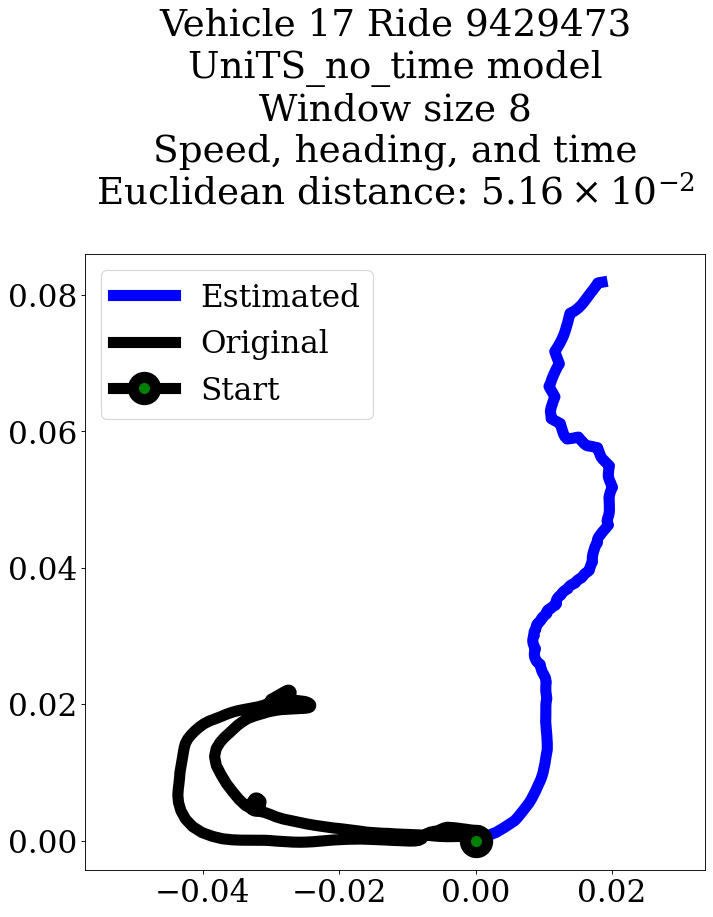 Vehicle 17 Ride 9429473
UniTS_no_time model
Window size 8
Speed, heading, and time
Euclidean distance: 5.16 × 10⁻²
Estimated
Original
Start
0.08
0.06
0.04
0.02
0.00
−0.04 −0.02 0.00 0.02